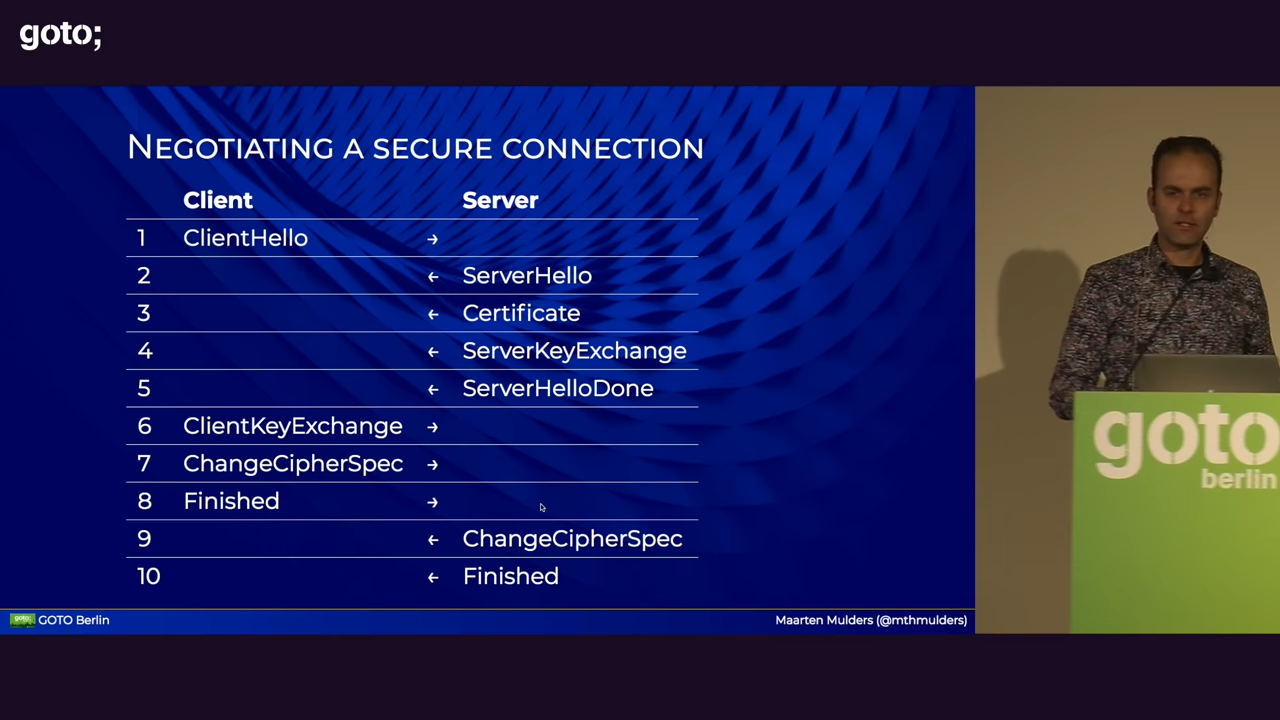 goto;
NEGOTIATING A SECURE CONNECTION
Client Server
1 ClientHello →
2 ← ServerHello
3 ← Certificate
4 ← ServerKeyExchange
5 ← ServerHelloDone
6 ClientKeyExchange →
7 ChangeCipherSpec →
8 Finished →
9 ← ChangeCipherSpec
10 ← Finished
goto; GOTO Berlin
Maarten Mulders (@mthmulders)
goto
berlin